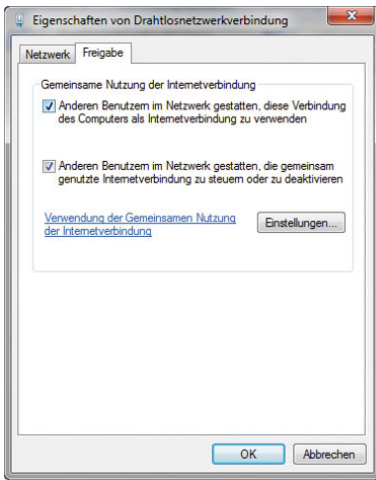 Eigenschaften von Drahtlosnetzwerkverbindung
Netzwerk Freigabe
Gemeinsame Nutzung der Internetverbindung
Anderen Benutzern im Netzwerk gestatten, diese Verbindung
des Computers als Internetverbindung zu verwenden
Anderen Benutzern im Netzwerk gestatten, die gemeinsam
genutzte Internetverbindung zu steuern oder zu deaktivieren
Verwendung der Gemeinsamen Nutzung
der Internetverbindung
Einstellungen...
OK Abbrechen